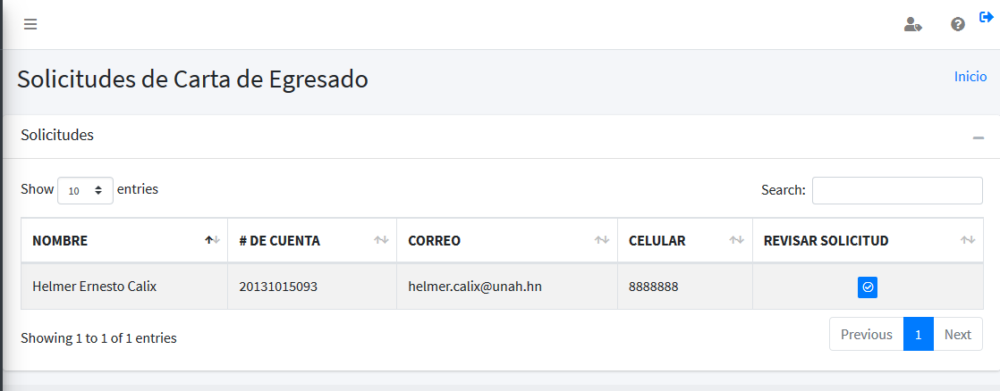 Solicitudes de Carta de Egresado
Inicio
Solicitudes
Show 10 entries
Search:
NOMBRE # DE CUENTA CORREO CELULAR REVISAR SOLICITUD
Helmer Ernesto Calix 20131015093 helmer.calix@unah.hn 8888888
Showing 1 to 1 of 1 entries
Previous 1 Next